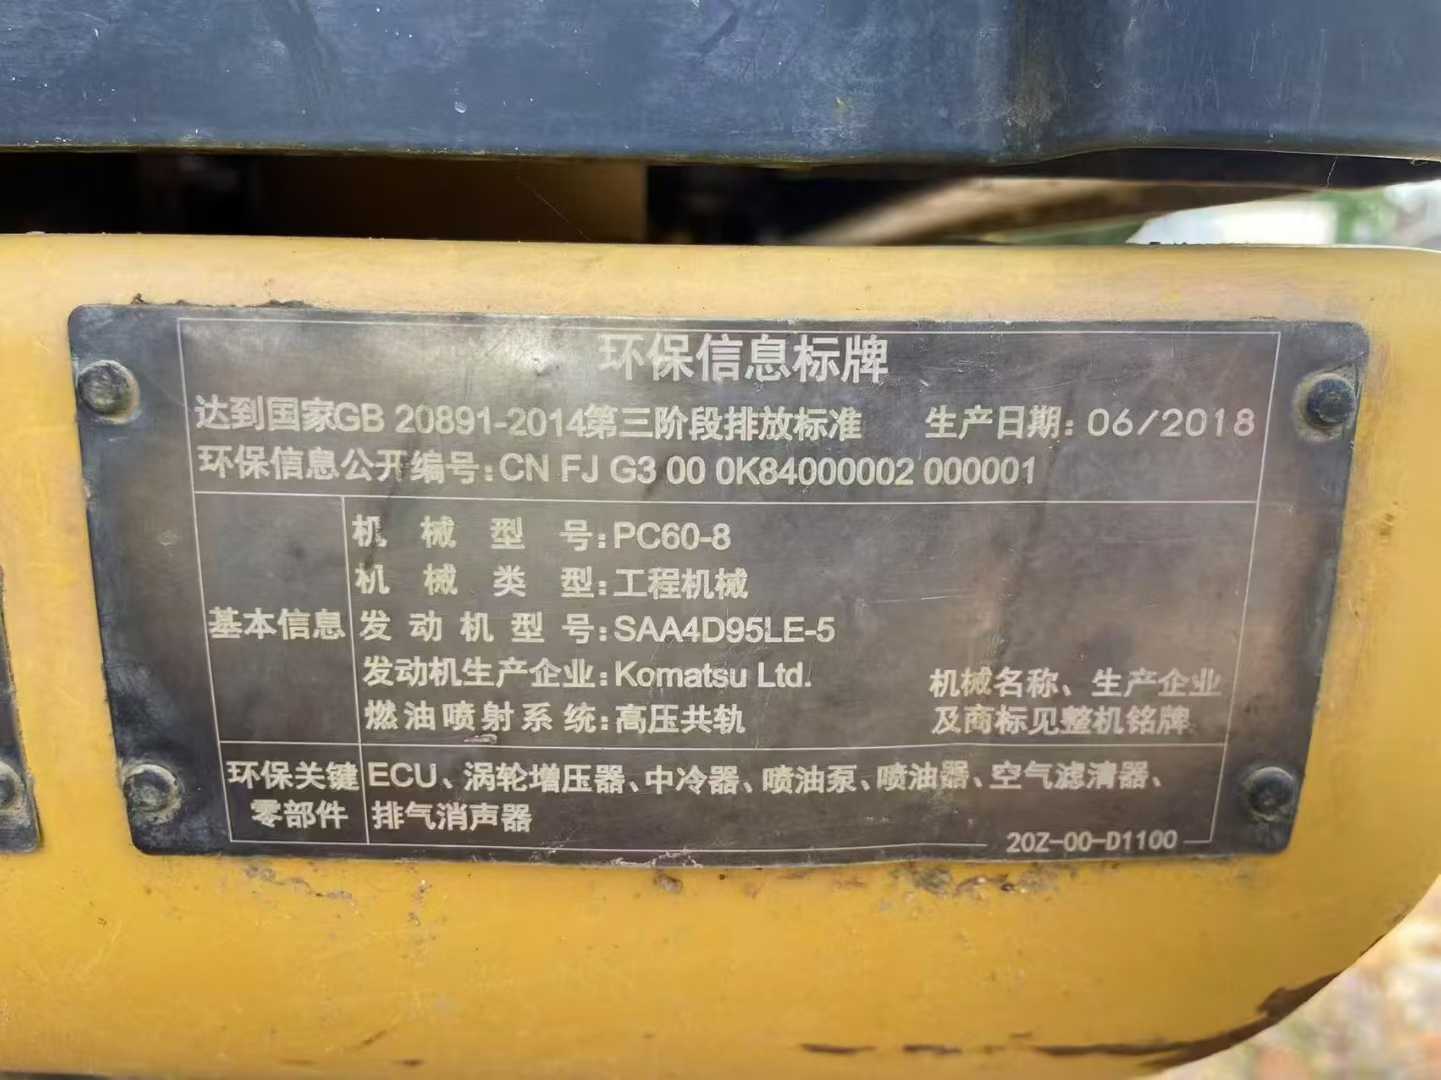 环保信息标牌
达到国家GB 20891-2014第三阶段排放标准 生产日期: 06/2018
环保信息公开编号: CN FJ G3 00 0K84000002 000001
基本信息
机械型号: PC60-8
机械类型: 工程机械
发动机型号: SAA4D95LE-5
发动机生产企业: Komatsu Ltd.
燃油喷射系统: 高压共轨
机械名称、生产企业
及商标见整机铭牌
环保关键
零部件
ECU、涡轮增压器、中冷器、喷油泵、喷油器、空气滤清器、
排气消声器
20Z-00-D1100